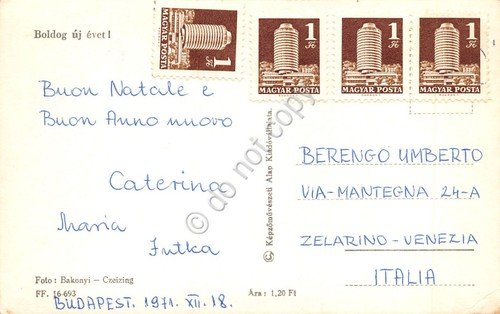 Boldog új évet!
Buon Natale e
Buon Anno nuovo
Caterina
Maria
Jutka
Foto: Bakonyi – Czeizing
FF. 16-693
BUDAPEST. 1971. XII. 18.
1 Ft
MAGYAR POSTA
1 Ft
MAGYAR POSTA
1 Ft
MAGYAR POSTA
1 Ft
MAGYAR POSTA
© do not copy
© Képzőművészeti Alap Kiadóvállalata.
BERENGO UMBERTO
VIA-MANTEGNA 24-A
ZELARINO-VENEZIA
ITALIA
Ára: 1,20 Ft